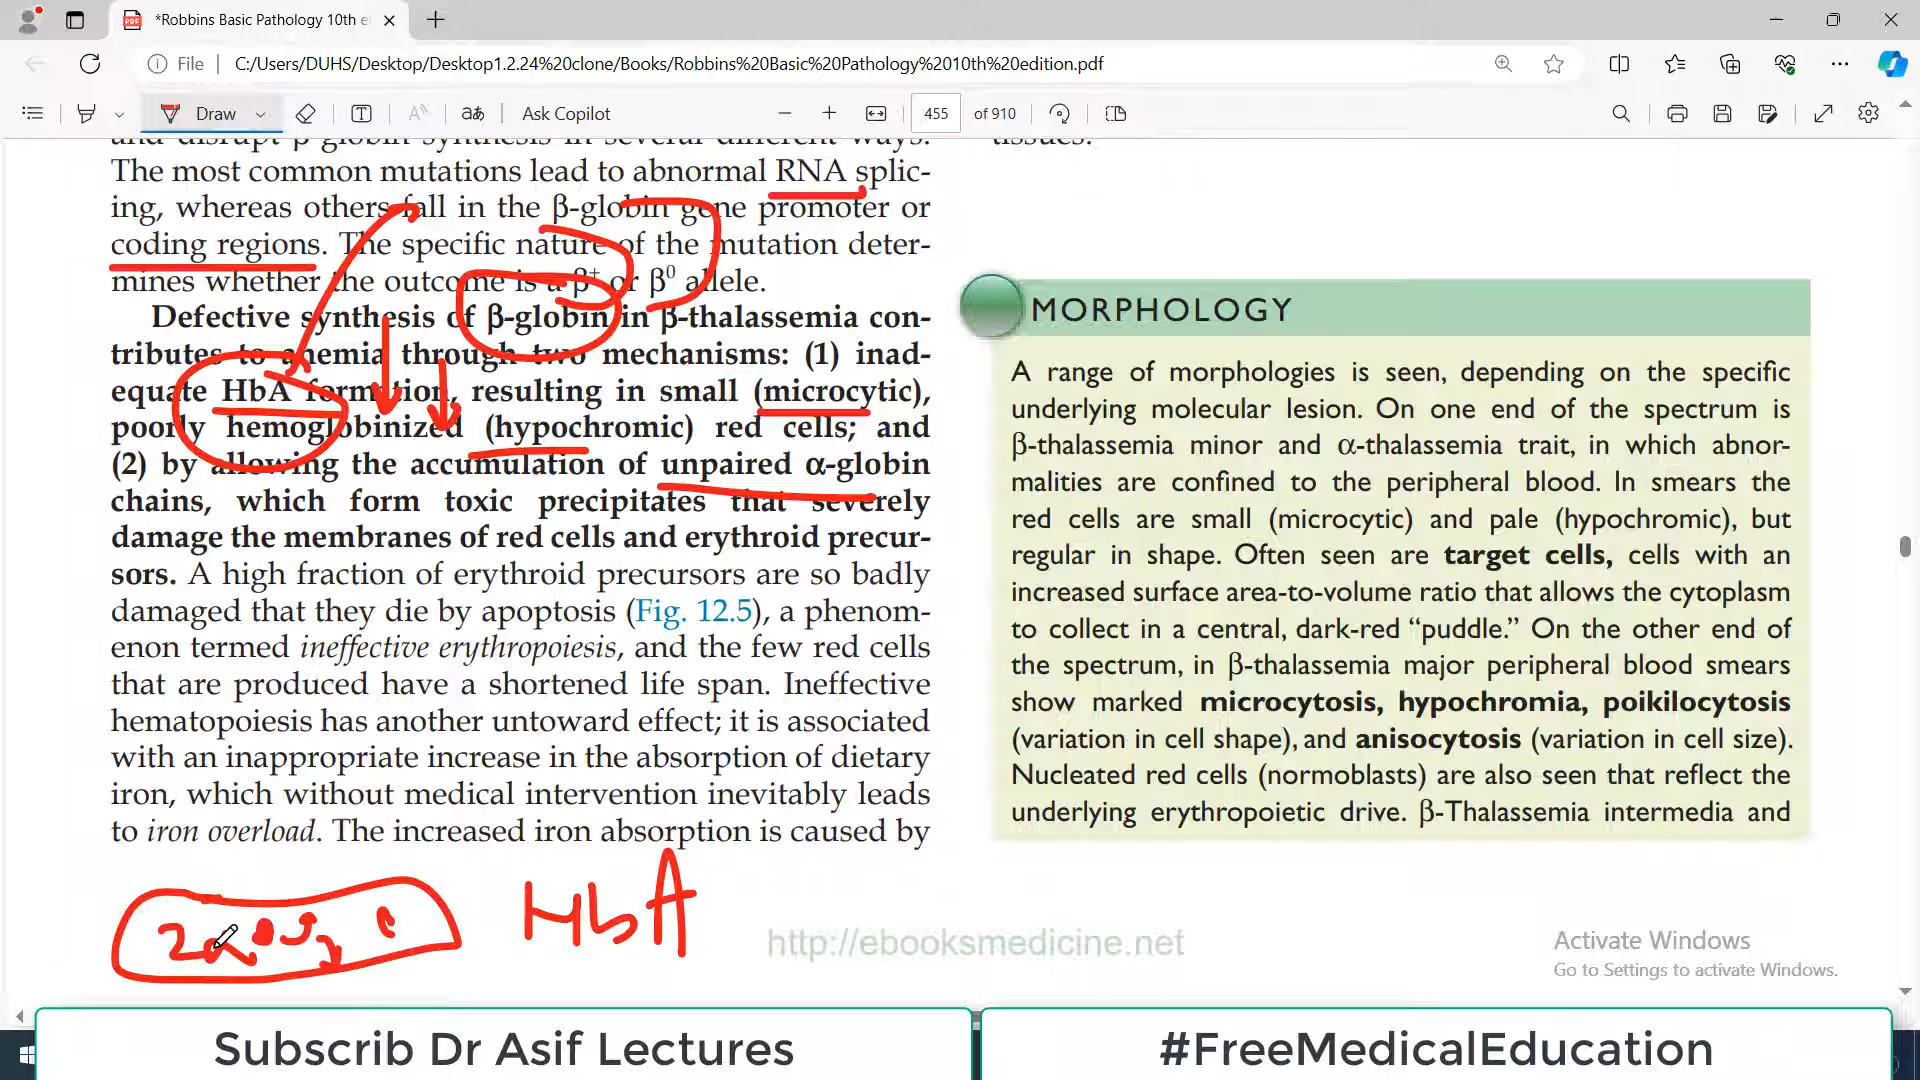 *Robbins Basic Pathology 10th e
File
C:/Users/DUHS/Desktop/Desktop1.2.24%20clone/Books/Robbins%20Basic%20Pathology%2010th%20edition.pdf
Draw
Ask Copilot
455 of 910
and disrupt β-globin synthesis in several different ways.
The most common mutations lead to abnormal RNA splic-
ing, whereas others fall in the β-globin gene promoter or
coding regions. The specific nature of the mutation deter-
mines whether the outcome is a β+ or β0 allele.
Defective synthesis of β-globin in β-thalassemia con-
tributes to anemia through two mechanisms: (1) inad-
equate HbA formation, resulting in small (microcytic),
poorly hemoglobinized (hypochromic) red cells; and
(2) by allowing the accumulation of unpaired α-globin
chains, which form toxic precipitates that severely
damage the membranes of red cells and erythroid precur-
sors. A high fraction of erythroid precursors are so badly
damaged that they die by apoptosis (Fig. 12.5), a phenom-
enon termed ineffective erythropoiesis, and the few red cells
that are produced have a shortened life span. Ineffective
hematopoiesis has another untoward effect; it is associated
with an inappropriate increase in the absorption of dietary
iron, which without medical intervention inevitably leads
to iron overload. The increased iron absorption is caused by
HbA
tissues.
MORPHOLOGY
A range of morphologies is seen, depending on the specific
underlying molecular lesion. On one end of the spectrum is
β-thalassemia minor and α-thalassemia trait, in which abnor-
malities are confined to the peripheral blood. In smears the
red cells are small (microcytic) and pale (hypochromic), but
regular in shape. Often seen are target cells, cells with an
increased surface area-to-volume ratio that allows the cytoplasm
to collect in a central, dark-red “puddle.” On the other end of
the spectrum, in β-thalassemia major peripheral blood smears
show marked microcytosis, hypochromia, poikilocytosis
(variation in cell shape), and anisocytosis (variation in cell size).
Nucleated red cells (normoblasts) are also seen that reflect the
underlying erythropoietic drive. β-Thalassemia intermedia and
http://ebooksmedicine.net
Activate Windows
Go to Settings to activate Windows.
Subscrib Dr Asif Lectures
#FreeMedicalEducation